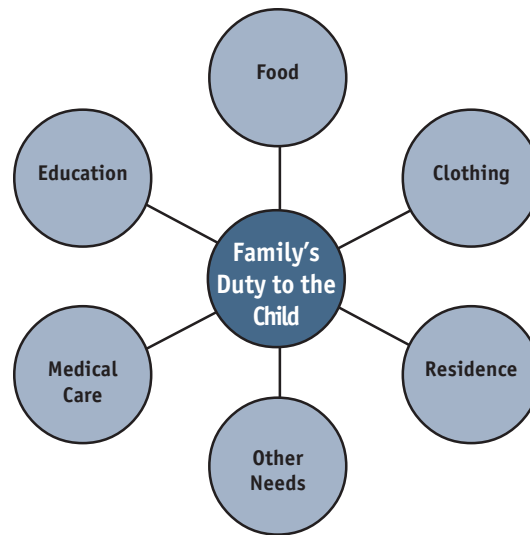 Food
Education
Clothing
Family's
Duty to the
Child
Medical
Care
Residence
Other
Needs